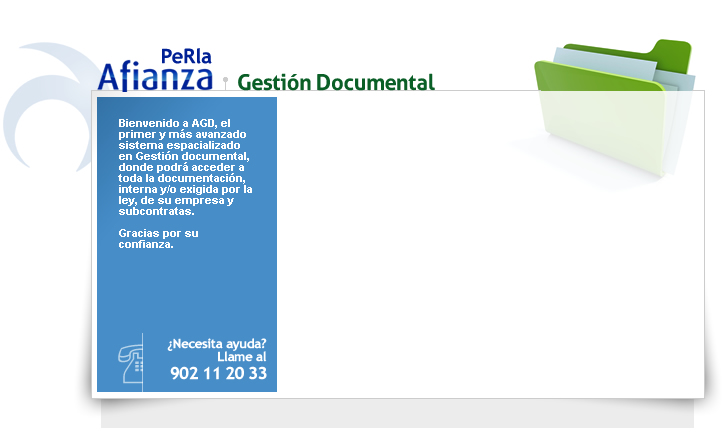 PeRIa
Afianza
Gestión Documental
Bienvenido a AGD, el
primer y más avanzado
sistema espacializado
en Gestión documental,
donde podrá acceder a
toda la documentación,
interna y/o exigida por la
ley, de su empresa y
subcontratas.
Gracias por su
confianza.
¿Necesita ayuda?
Llame al
902 11 20 33